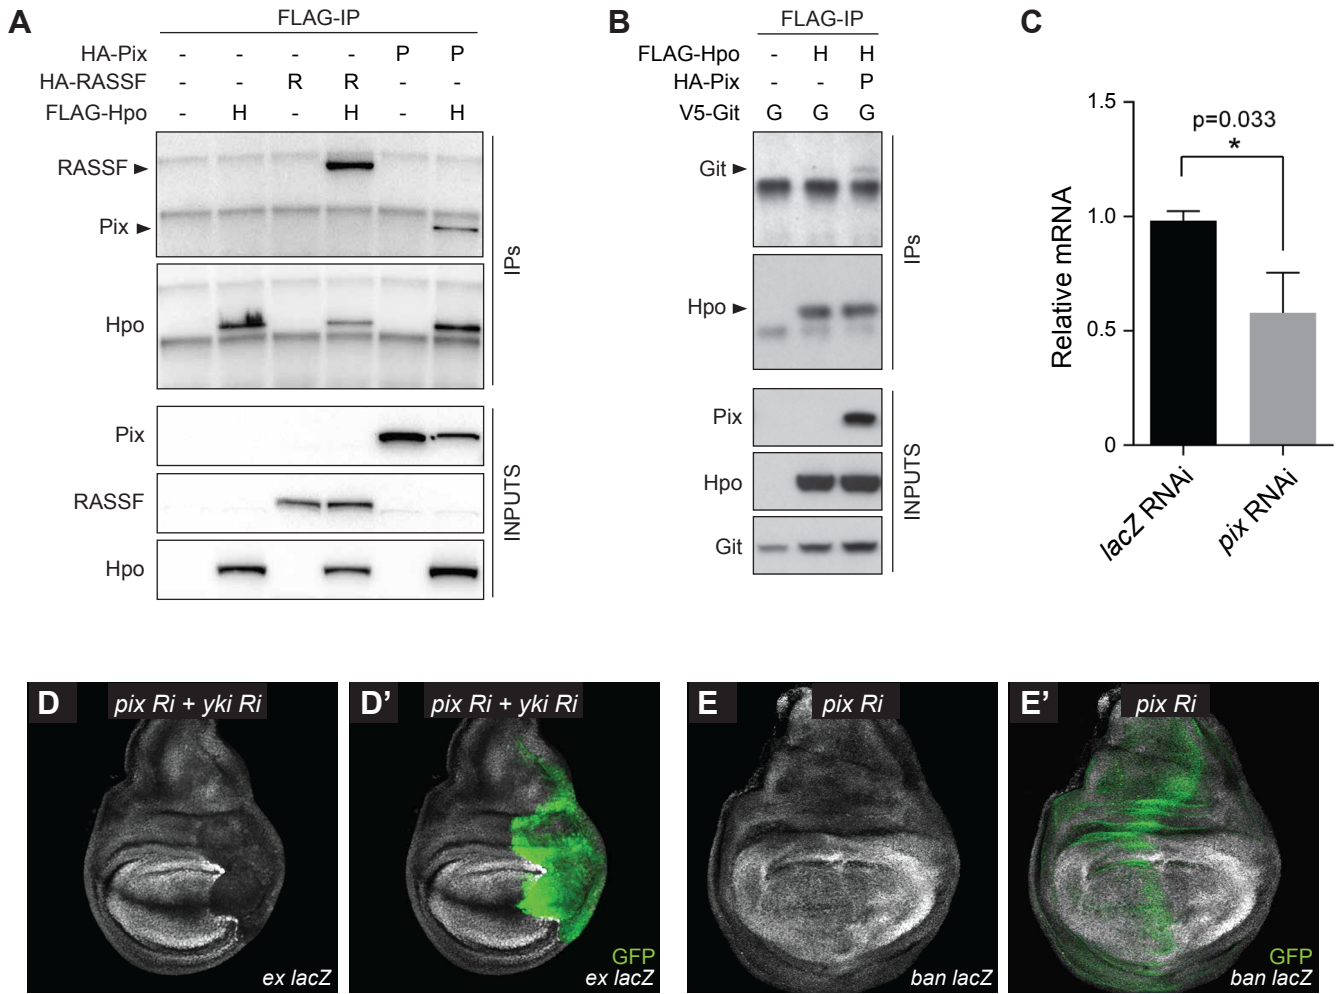 A
FLAG-IP
HA-Pix - - - - P P
HA-RASSF - - R R - -
FLAG-Hpo - H - H - H
RASSF
Pix
IPs
Hpo
Pix
RASSF
INPUTS
Hpo
B
FLAG-IP
FLAG-Hpo - H H
HA-Pix - - P
V5-Git G G G
Git
IPs
Hpo
Pix
Hpo
INPUTS
Git
C
Relative mRNA
1.5
1.0
0.5
0
p=0.033
*
lacZ RNAi
pix RNAi
D
pix Ri + yki Ri
ex lacZ
D’
pix Ri + yki Ri
GFP
ex lacZ
E
pix Ri
ban lacZ
E’
pix Ri
GFP
ban lacZ